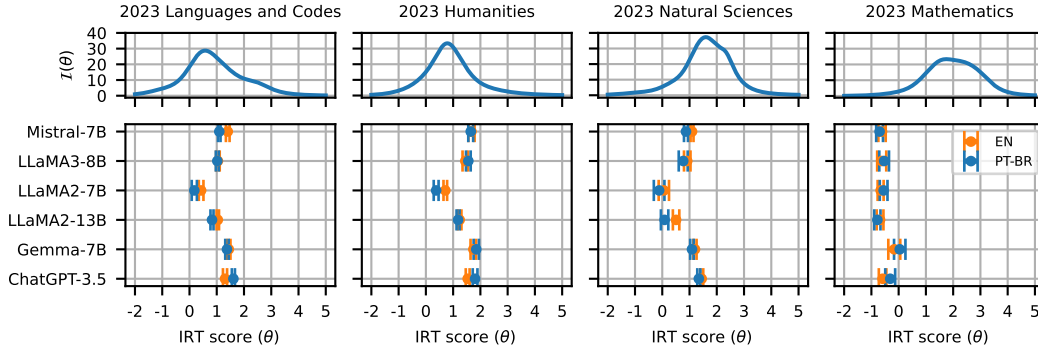 2023 Languages and Codes 2023 Humanities 2023 Natural Sciences 2023 Mathematics
40
30
20
10
0
I(θ)
Mistral-7B
LLaMA3-8B
LLaMA2-7B
LLaMA2-13B
Gemma-7B
ChatGPT-3.5
EN
PT-BR
-2 -1 0 1 2 3 4 5 -2 -1 0 1 2 3 4 5 -2 -1 0 1 2 3 4 5 -2 -1 0 1 2 3 4 5
IRT score (θ) IRT score (θ) IRT score (θ) IRT score (θ)